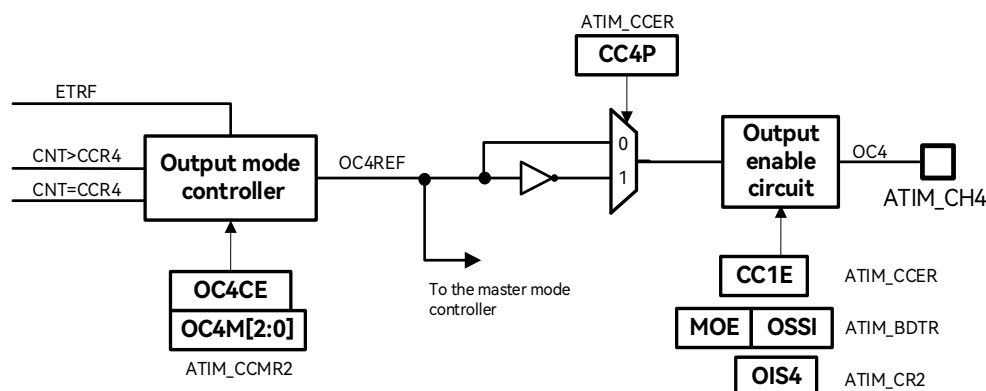 ATIM_CCER
CC4P
ETRF
CNT>CCR4
CNT=CCR4
Output mode
controller
OC4REF
0
1
Output
enable
circuit
OC4
ATIM_CH4
OC4CE
OC4M[2:0]
ATIM_CCMR2
To the master mode
controller
CC1E
ATIM_CCER
MOE
OSSI
ATIM_BDTR
OIS4
ATIM_CR2